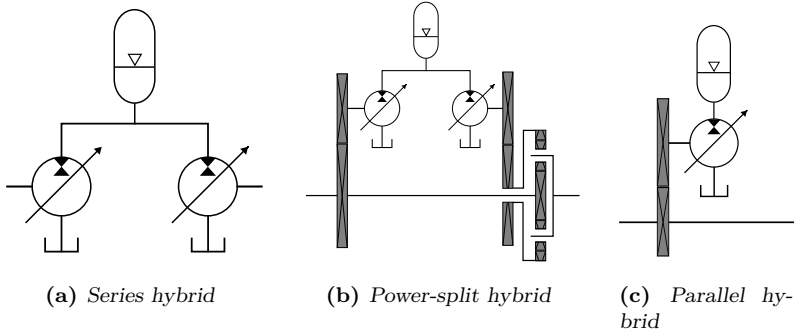 (a) Series hybrid
(b) Power-split hybrid
(c) Parallel hy-
brid